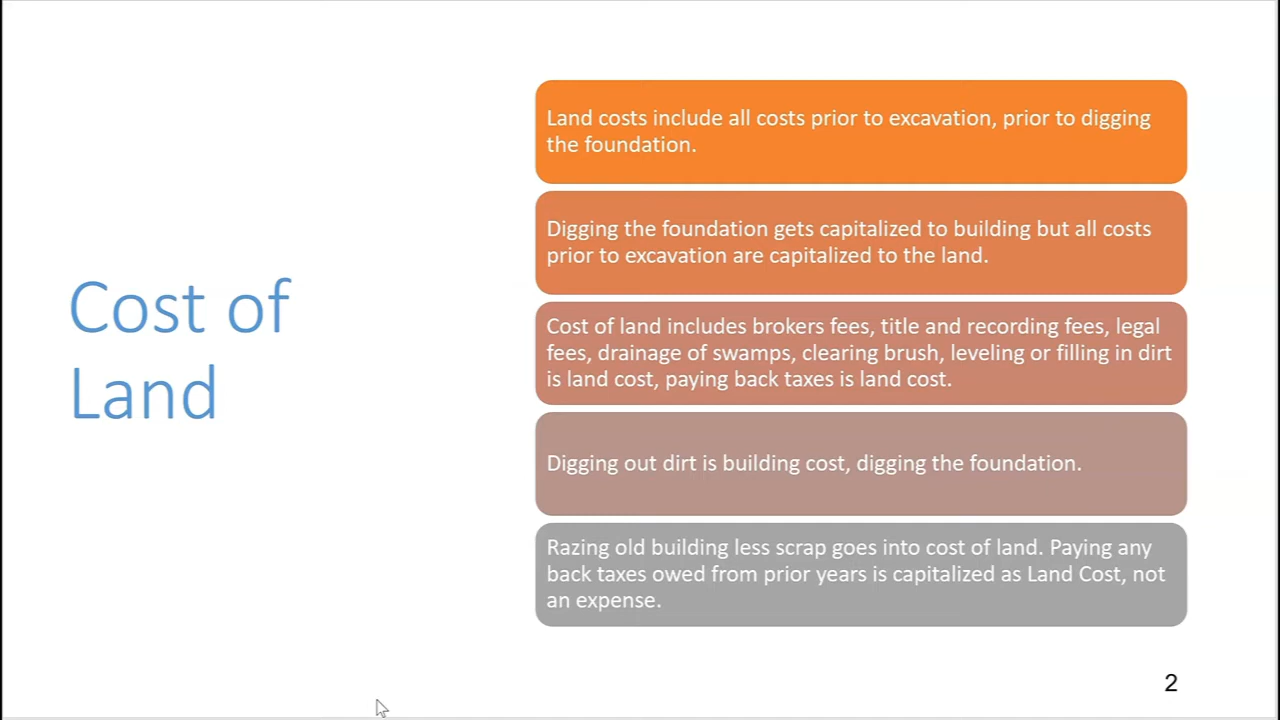 Cost of
Land
Land costs include all costs prior to excavation, prior to digging
the foundation.
Digging the foundation gets capitalized to building but all costs
prior to excavation are capitalized to the land.
Cost of land includes brokers fees, title and recording fees, legal
fees, drainage of swamps, clearing brush, leveling or filling in dirt
is land cost, paying back taxes is land cost.
Digging out dirt is building cost, digging the foundation.
Razing old building less scrap goes into cost of land. Paying any
back taxes owed from prior years is capitalized as Land Cost, not
an expense.
2